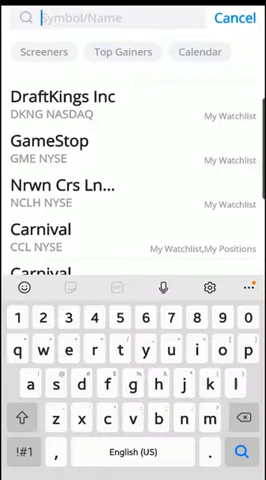 Symbol/Name
Cancel
Screeners
Top Gainers
Calendar
DraftKings Inc
DKNG NASDAQ
My Watchlist
GameStop
GME NYSE
My Watchlist
Nrwn Crs Ln...
NCLH NYSE
My Watchlist
Carnival
CCL NYSE
My Watchlist,My Positions
Carnival
1 2 3 4 5 6 7 8 9 0
q w e r t y u i o p
a s d f g h j k l
z x c v b n m
!#1 , English (US) .